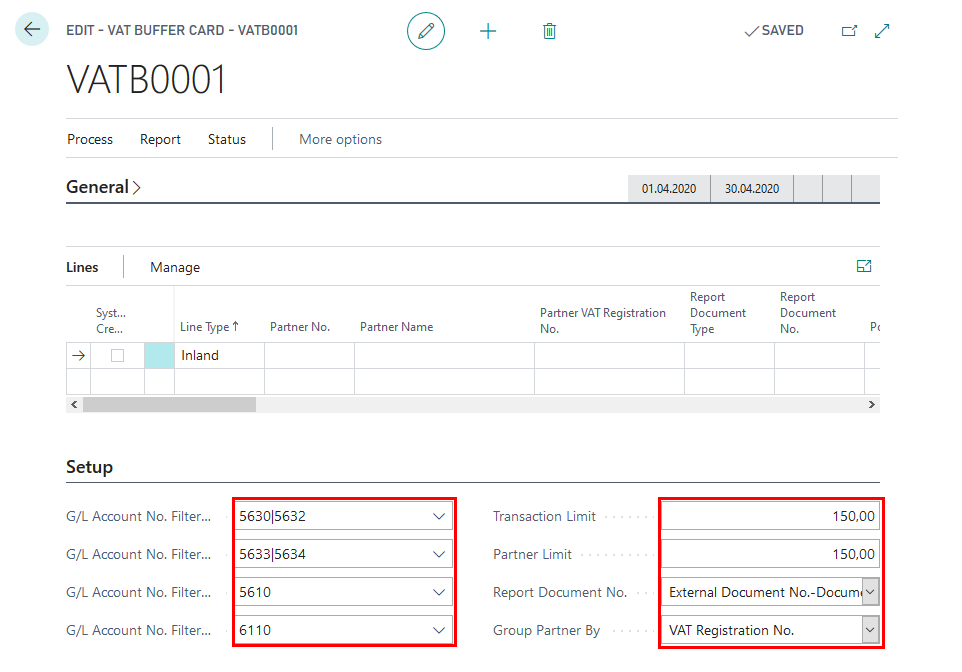 EDIT - VAT BUFFER CARD - VATB0001
SAVED
VATB0001
Process Report Status More options
General
01.04.2020 30.04.2020
Lines Manage
Syst... Cre...
Line Type ↑
Partner No.
Partner Name
Partner VAT Registration No.
Report Document Type
Report Document No.
Inland
Setup
G/L Account No. Filter... 5630|5632
Transaction Limit 150,00
G/L Account No. Filter... 5633|5634
Partner Limit 150,00
G/L Account No. Filter... 5610
Report Document No. External Document No.-Docum
G/L Account No. Filter... 6110
Group Partner By VAT Registration No.